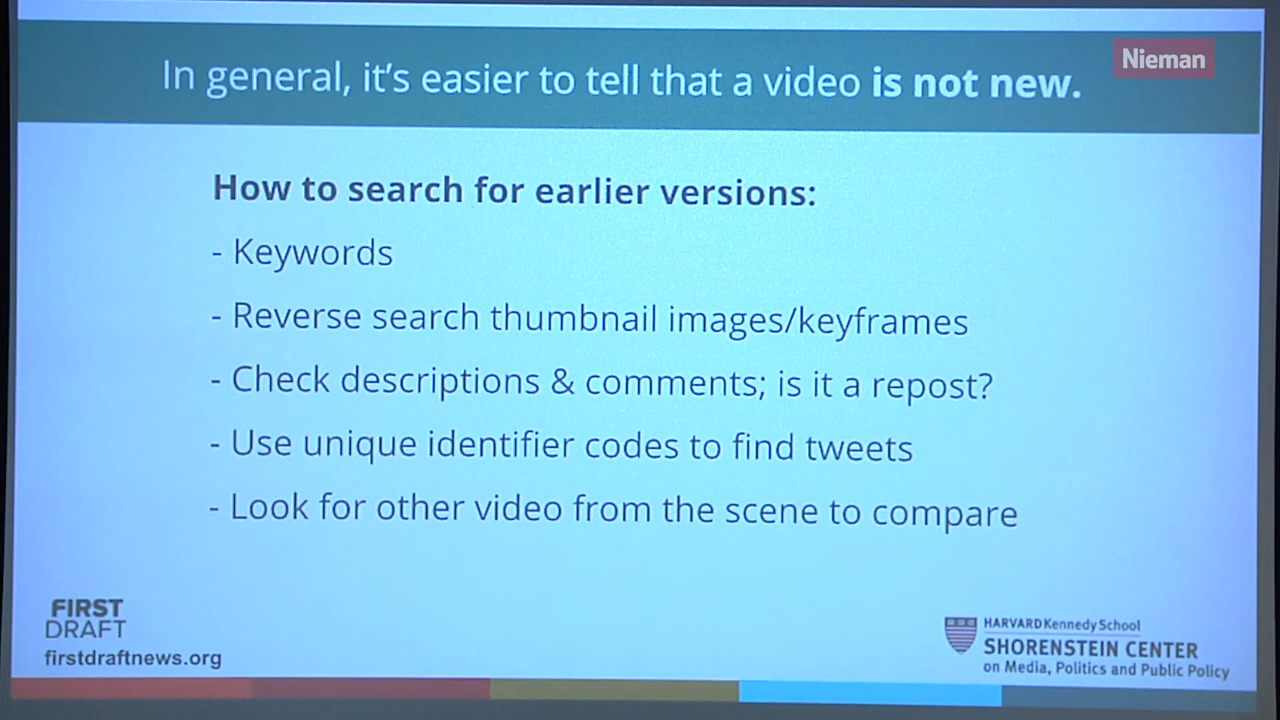 In general, it's easier to tell that a video is not new.
Nieman
How to search for earlier versions:
- Keywords
- Reverse search thumbnail images/keyframes
- Check descriptions & comments; is it a repost?
- Use unique identifier codes to find tweets
- Look for other video from the scene to compare
FIRST
DRAFT
firstdraftnews.org
HARVARD Kennedy School
SHORENSTEIN CENTER
on Media, Politics and Public Policy